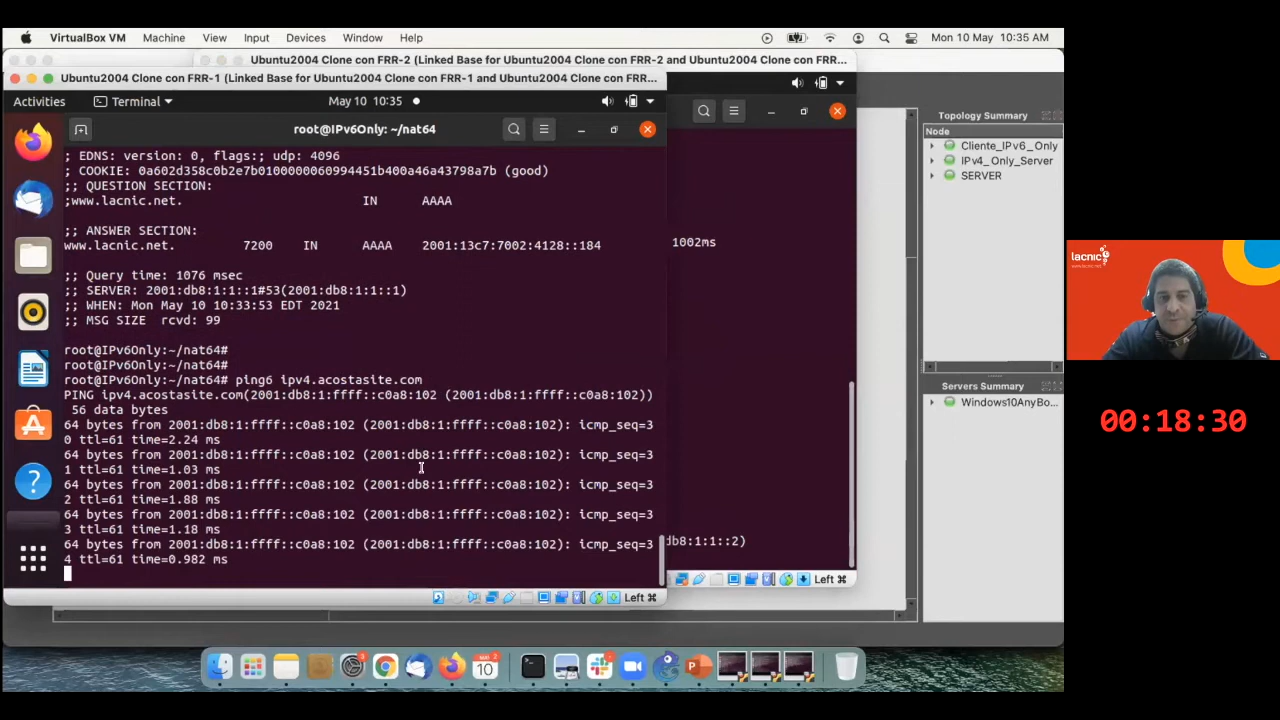 VirtualBox VM Machine View Input Devices Window Help Mon 10 May 10:35 AM
Ubuntu2004 Clone con FRR-2 (Linked Base for Ubuntu2004 Clone con FRR-2 and Ubuntu2004 Clone con FRR...
Ubuntu2004 Clone con FRR-1 (Linked Base for Ubuntu2004 Clone con FRR-1 and Ubuntu2004 Clone con FRR...
Activities Terminal May 10 10:35
root@IPv6Only: ~/nat64
; EDNS: version: 0, flags:; udp: 4096
; COOKIE: 0a602d358c0b2e7b0100000060994451b400a46a43798a7b (good)
;; QUESTION SECTION:
;www.lacnic.net. IN AAAA
;; ANSWER SECTION:
www.lacnic.net. 7200 IN AAAA 2001:13c7:7002:4128::184
;; Query time: 1076 msec
;; SERVER: 2001:db8:1:1::1#53(2001:db8:1:1::1)
;; WHEN: Mon May 10 10:33:53 EDT 2021
;; MSG SIZE rcvd: 99
root@IPv6Only:~/nat64#
root@IPv6Only:~/nat64#
root@IPv6Only:~/nat64# ping6 ipv4.acostasite.com
PING ipv4.acostasite.com(2001:db8:1:ffff::c0a8:102 (2001:db8:1:ffff::c0a8:102))
56 data bytes
64 bytes from 2001:db8:1:ffff::c0a8:102 (2001:db8:1:ffff::c0a8:102): icmp_seq=3
0 ttl=61 time=2.24 ms
64 bytes from 2001:db8:1:ffff::c0a8:102 (2001:db8:1:ffff::c0a8:102): icmp_seq=3
1 ttl=61 time=1.03 ms
64 bytes from 2001:db8:1:ffff::c0a8:102 (2001:db8:1:ffff::c0a8:102): icmp_seq=3
2 ttl=61 time=1.88 ms
64 bytes from 2001:db8:1:ffff::c0a8:102 (2001:db8:1:ffff::c0a8:102): icmp_seq=3
3 ttl=61 time=1.18 ms
64 bytes from 2001:db8:1:ffff::c0a8:102 (2001:db8:1:ffff::c0a8:102): icmp_seq=3
4 ttl=61 time=0.982 ms
Left ⌘
1002ms
db8:1:1::2)
Left ⌘
Topology Summary
Node
Cliente_IPv6_Only
IPv4_Only_Server
SERVER
Servers Summary
Windows10AnyBo...
lacnic
00:18:30
MAY
10